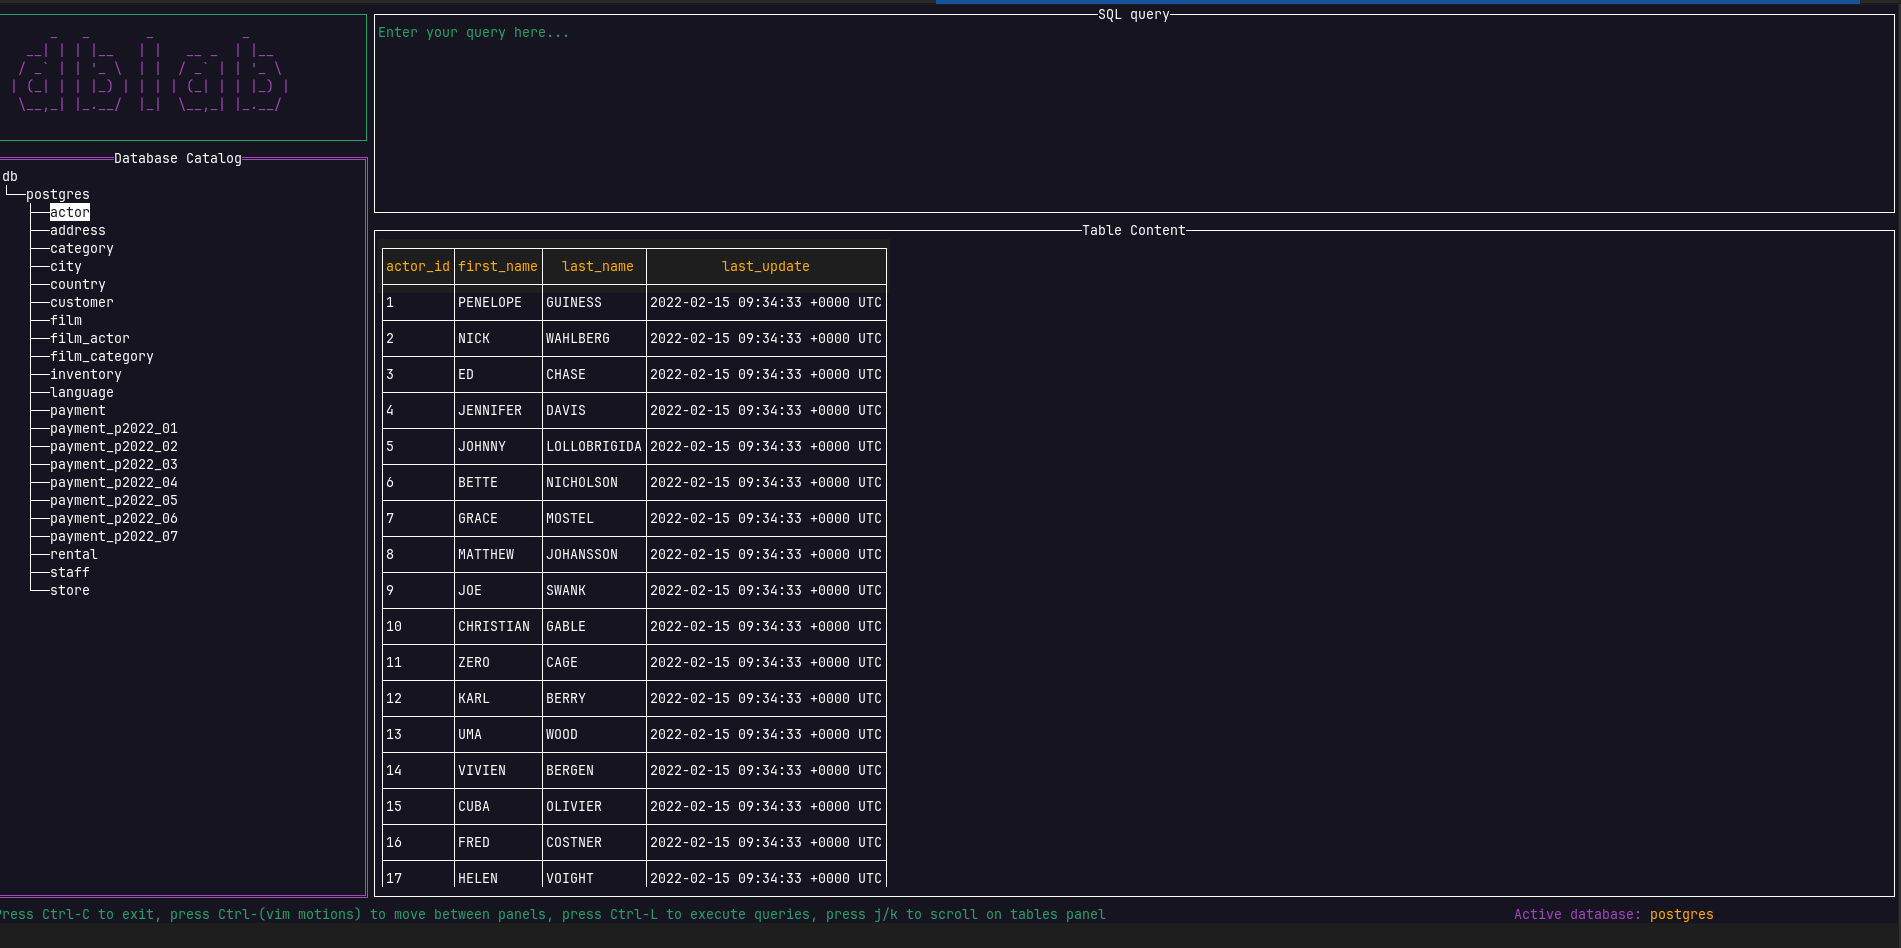 dblab
Database Catalog
db
postgres
actor
address
category
city
country
customer
film
film_actor
film_category
inventory
language
payment
payment_p2022_01
payment_p2022_02
payment_p2022_03
payment_p2022_04
payment_p2022_05
payment_p2022_06
payment_p2022_07
rental
staff
store
SQL query
Enter your query here...
Table Content
actor_id first_name last_name last_update
1 PENELOPE GUINESS 2022-02-15 09:34:33 +0000 UTC
2 NICK WAHLBERG 2022-02-15 09:34:33 +0000 UTC
3 ED CHASE 2022-02-15 09:34:33 +0000 UTC
4 JENNIFER DAVIS 2022-02-15 09:34:33 +0000 UTC
5 JOHNNY LOLLOBRIGIDA 2022-02-15 09:34:33 +0000 UTC
6 BETTE NICHOLSON 2022-02-15 09:34:33 +0000 UTC
7 GRACE MOSTEL 2022-02-15 09:34:33 +0000 UTC
8 MATTHEW JOHANSSON 2022-02-15 09:34:33 +0000 UTC
9 JOE SWANK 2022-02-15 09:34:33 +0000 UTC
10 CHRISTIAN GABLE 2022-02-15 09:34:33 +0000 UTC
11 ZERO CAGE 2022-02-15 09:34:33 +0000 UTC
12 KARL BERRY 2022-02-15 09:34:33 +0000 UTC
13 UMA WOOD 2022-02-15 09:34:33 +0000 UTC
14 VIVIEN BERGEN 2022-02-15 09:34:33 +0000 UTC
15 CUBA OLIVIER 2022-02-15 09:34:33 +0000 UTC
16 FRED COSTNER 2022-02-15 09:34:33 +0000 UTC
17 HELEN VOIGHT 2022-02-15 09:34:33 +0000 UTC
Press Ctrl-C to exit, press Ctrl-(vim motions) to move between panels, press Ctrl-L to execute queries, press j/k to scroll on tables panel
Active database: postgres